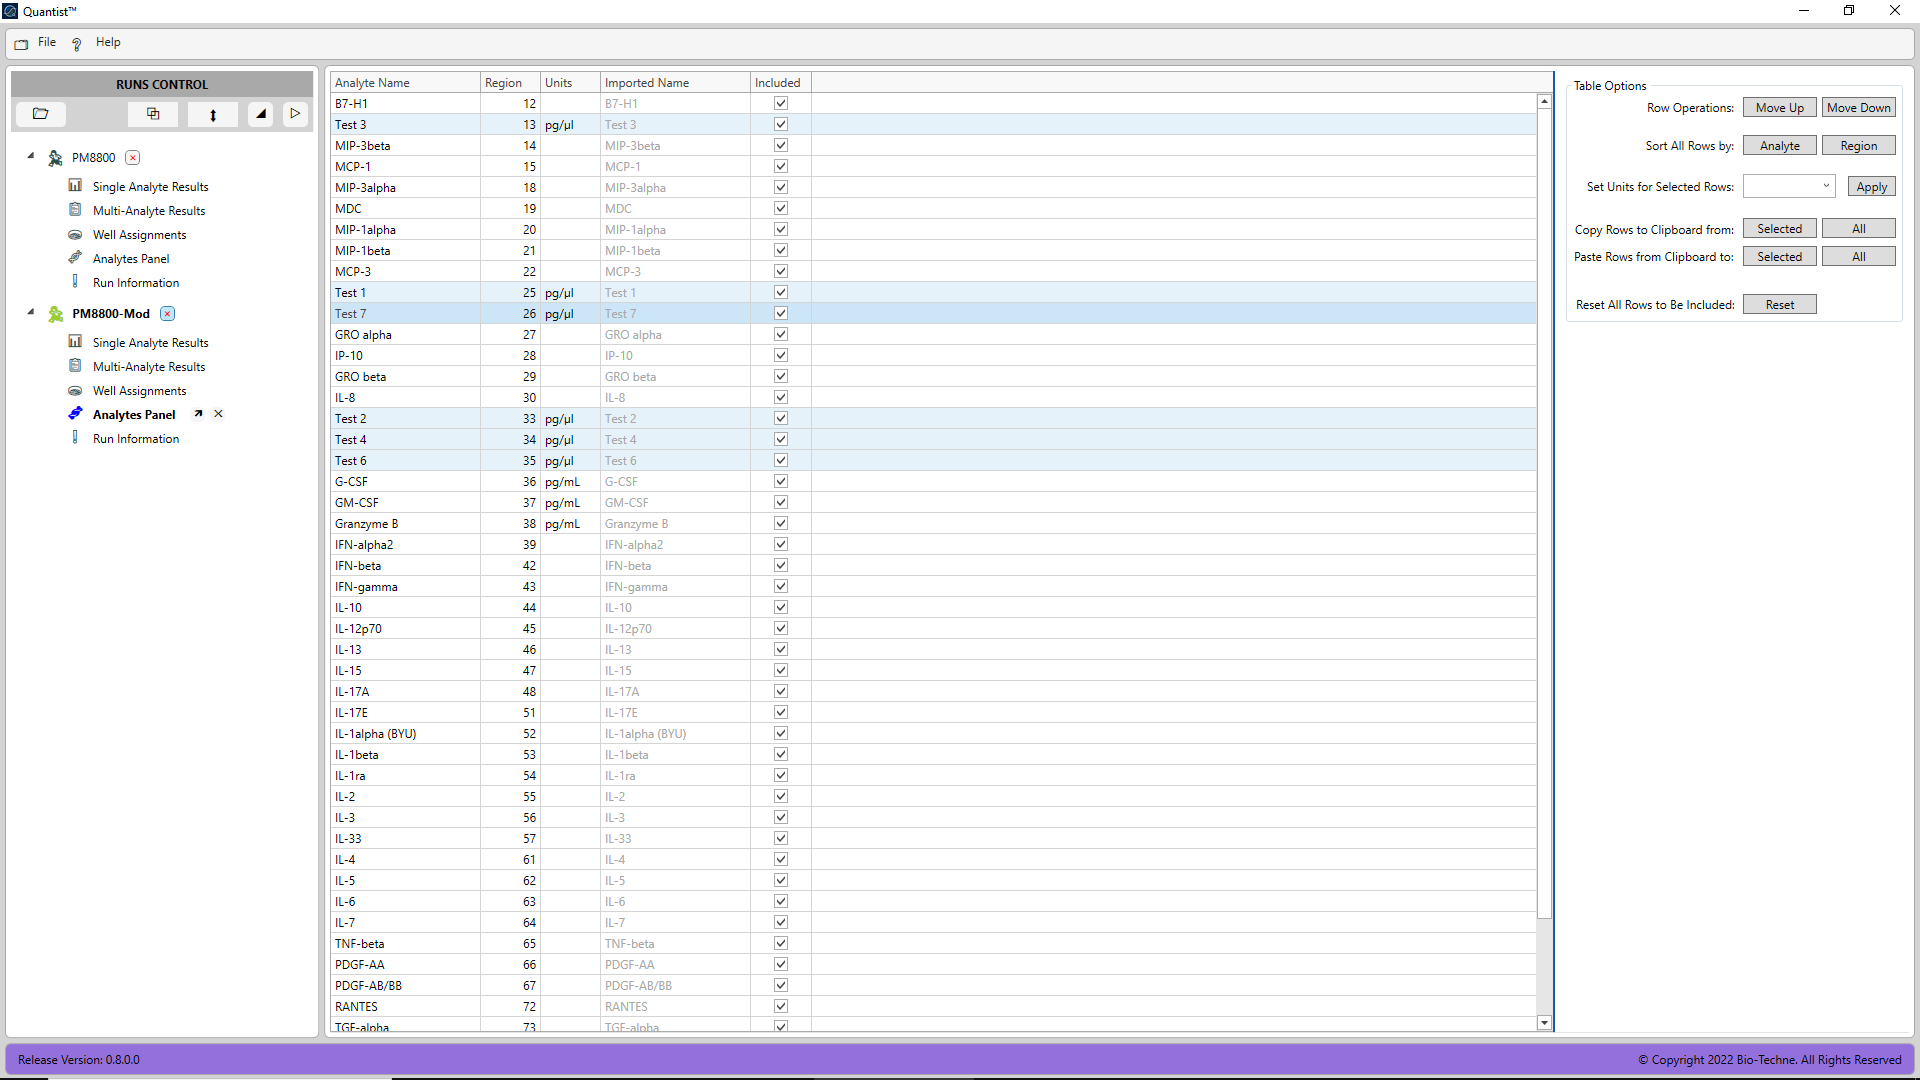 Quantist™
File Help
RUNS CONTROL
PM8800
Single Analyte Results
Multi-Analyte Results
Well Assignments
Analytes Panel
Run Information
PM8800-Mod
Single Analyte Results
Multi-Analyte Results
Well Assignments
Analytes Panel
Run Information
Analyte Name Region Units Imported Name Included
B7-H1 12 B7-H1
Test 3 13 pg/µl Test 3
MIP-3beta 14 MIP-3beta
MCP-1 15 MCP-1
MIP-3alpha 18 MIP-3alpha
MDC 19 MDC
MIP-1alpha 20 MIP-1alpha
MIP-1beta 21 MIP-1beta
MCP-3 22 MCP-3
Test 1 25 pg/µl Test 1
Test 7 26 pg/µl Test 7
GRO alpha 27 GRO alpha
IP-10 28 IP-10
GRO beta 29 GRO beta
IL-8 30 IL-8
Test 2 33 pg/µl Test 2
Test 4 34 pg/µl Test 4
Test 6 35 pg/µl Test 6
G-CSF 36 pg/mL G-CSF
GM-CSF 37 pg/mL GM-CSF
Granzyme B 38 pg/mL Granzyme B
IFN-alpha2 39 IFN-alpha2
IFN-beta 42 IFN-beta
IFN-gamma 43 IFN-gamma
IL-10 44 IL-10
IL-12p70 45 IL-12p70
IL-13 46 IL-13
IL-15 47 IL-15
IL-17A 48 IL-17A
IL-17E 51 IL-17E
IL-1alpha (BYU) 52 IL-1alpha (BYU)
IL-1beta 53 IL-1beta
IL-1ra 54 IL-1ra
IL-2 55 IL-2
IL-3 56 IL-3
IL-33 57 IL-33
IL-4 61 IL-4
IL-5 62 IL-5
IL-6 63 IL-6
IL-7 64 IL-7
TNF-beta 65 TNF-beta
PDGF-AA 66 PDGF-AA
PDGF-AB/BB 67 PDGF-AB/BB
RANTES 72 RANTES
TGF-alpha 73 TGF-alpha
Table Options
Row Operations: Move Up Move Down
Sort All Rows by: Analyte Region
Set Units for Selected Rows: Apply
Copy Rows to Clipboard from: Selected All
Paste Rows from Clipboard to: Selected All
Reset All Rows to Be Included: Reset
Release Version: 0.8.0.0
© Copyright 2022 Bio-Techne. All Rights Reserved